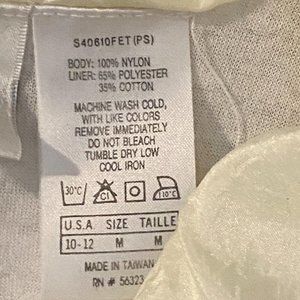 S40610FET(PS)
BODY: 100% NYLON
LINER: 65% POLYESTER
35% COTTON
MACHINE WASH COLD,
WITH LIKE COLORS
REMOVE IMMEDIATELY
DO NOT BLEACH
TUMBLE DRY LOW
COOL IRON
30°C CI 110°C
U.S.A. SIZE TAILLE
10-12 M M
MADE IN TAIWAN
RN # 56323